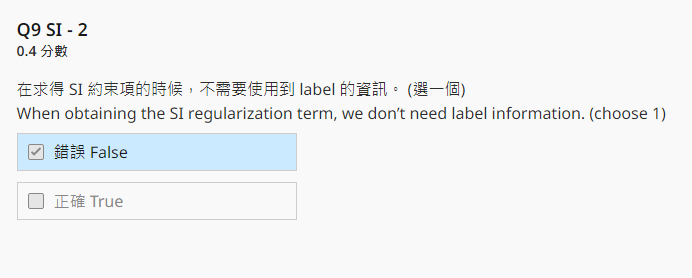 Q9 SI - 2
0.4 分數
在求得 SI 約束項的時候，不需要使用到 label 的資訊。 (選一個)
When obtaining the SI regularization term, we don’t need label information. (choose 1)
錯誤 False
正確 True